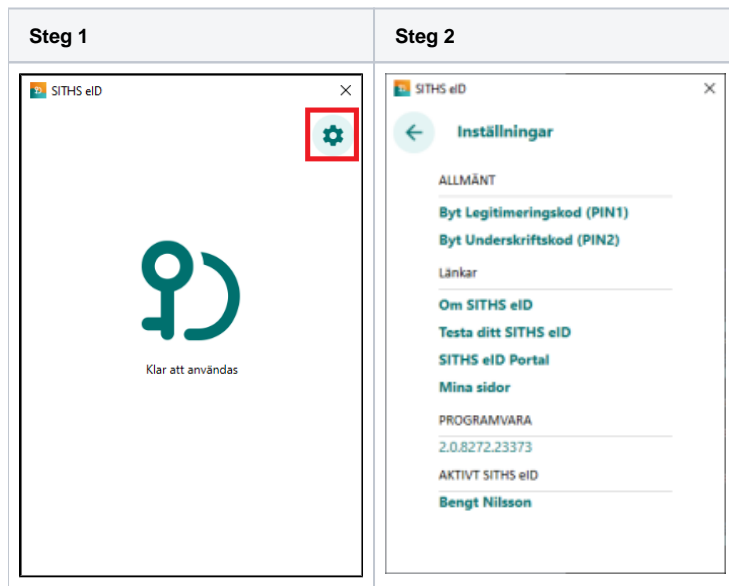 Steg 1
Steg 2
SITHS eID
Klar att användas
SITHS eID
Inställningar
ALLMÄNT
Byt Legitimeringskod (PIN1)
Byt Underskriftskod (PIN2)
Länkar
Om SITHS eID
Testa ditt SITHS eID
SITHS eID Portal
Mina sidor
PROGRAMVARA
2.0.8272.23373
AKTIVT SITHS eID
Bengt Nilsson